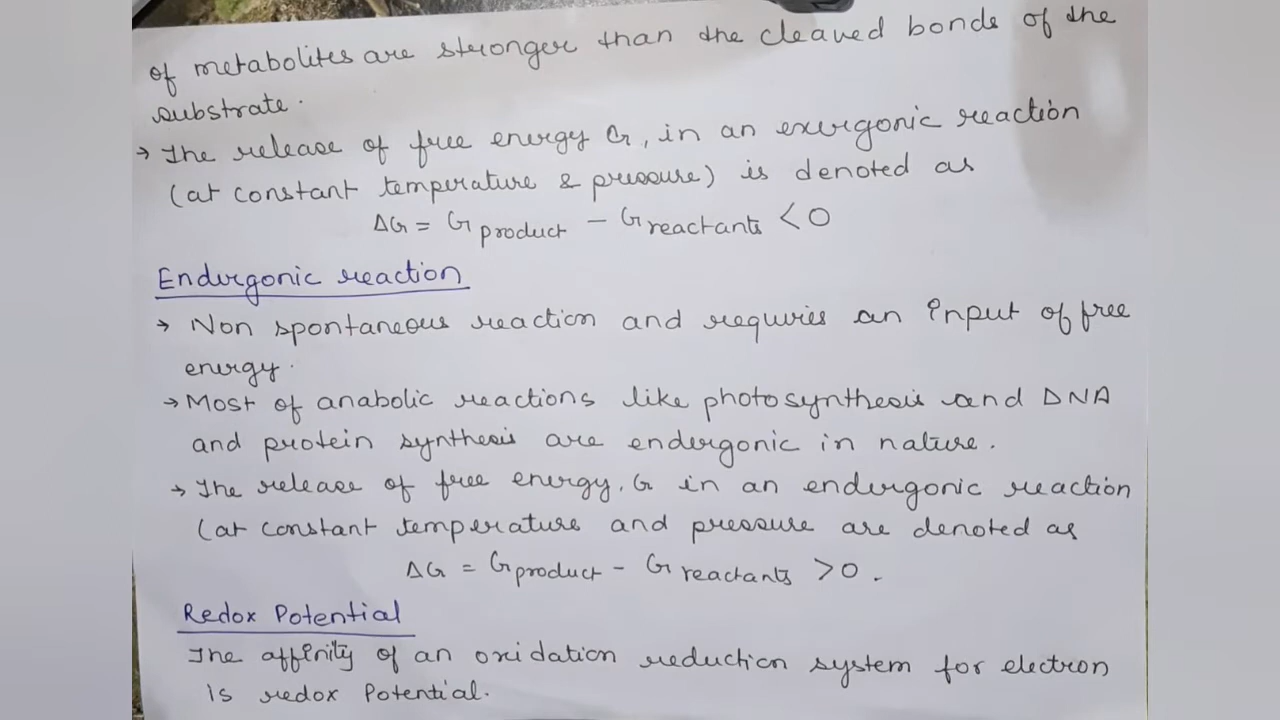 of metabolites are stronger than the cleaved bonds of the
substrate.
→ The release of free energy G, in an exergonic reaction
(at constant temperature & pressure) is denoted as
ΔG = G product - G reactants < 0
Endergonic reaction
→ Non spontaneous reaction and requires an input of free
energy.
→ Most of anabolic reactions like photosynthesis and DNA
and protein synthesis are endergonic in nature.
→ The release of free energy, G in an endergonic reaction
(at constant temperature and pressure are denoted as
ΔG = G product - G reactants > 0.
Redox Potential
The affinity of an oxidation reduction system for electron
is redox Potential.